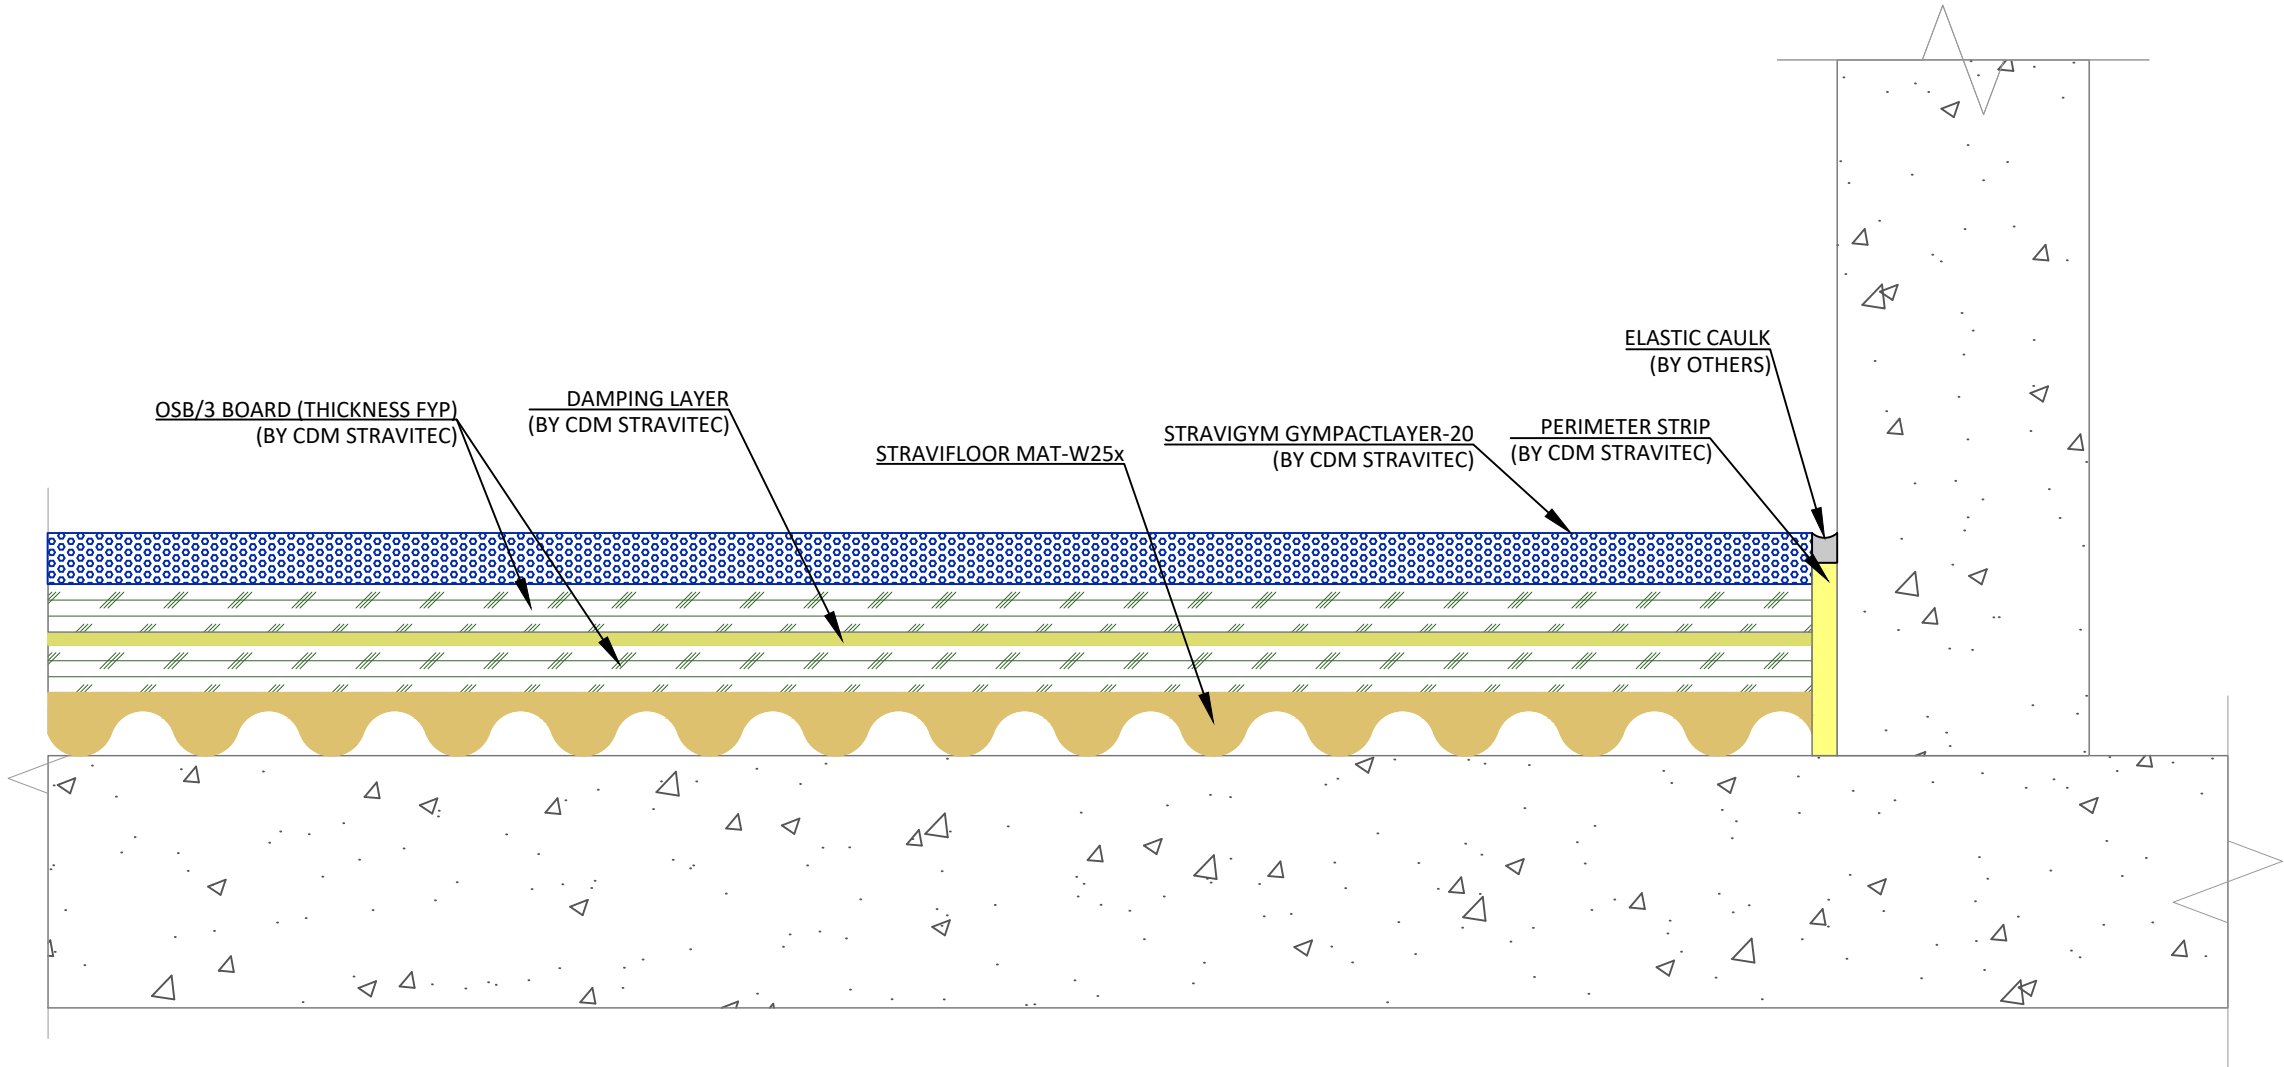 ELASTIC CAULK
(BY OTHERS)
OSB/3 BOARD (THICKNESS FYP)
(BY CDM STRAVITEC)
DAMPING LAYER
(BY CDM STRAVITEC)
STRAVIFLOOR MAT-W25x
STRAVIGYM GYMPACTLAYER-20
(BY CDM STRAVITEC)
PERIMETER STRIP
(BY CDM STRAVITEC)